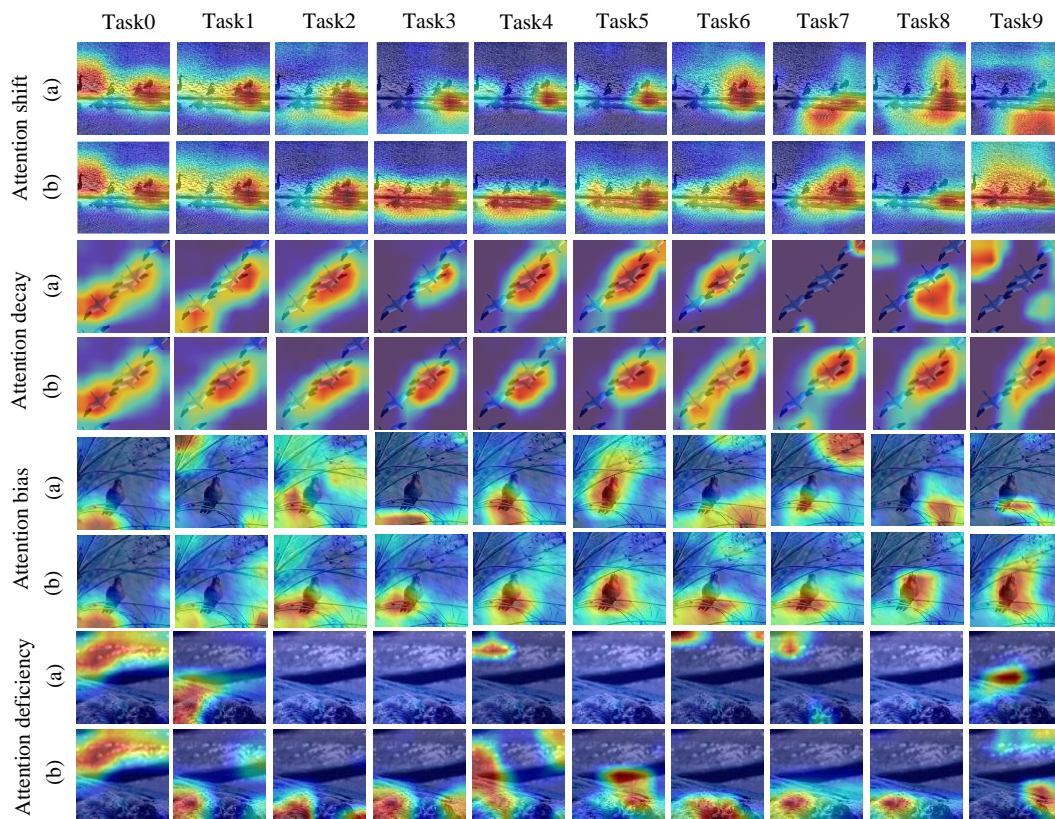 Task0 Task1 Task2 Task3 Task4 Task5 Task6 Task7 Task8 Task9
Attention shift
(a)
(b)
Attention decay
(a)
(b)
Attention bias
(a)
(b)
Attention deficiency
(a)
(b)